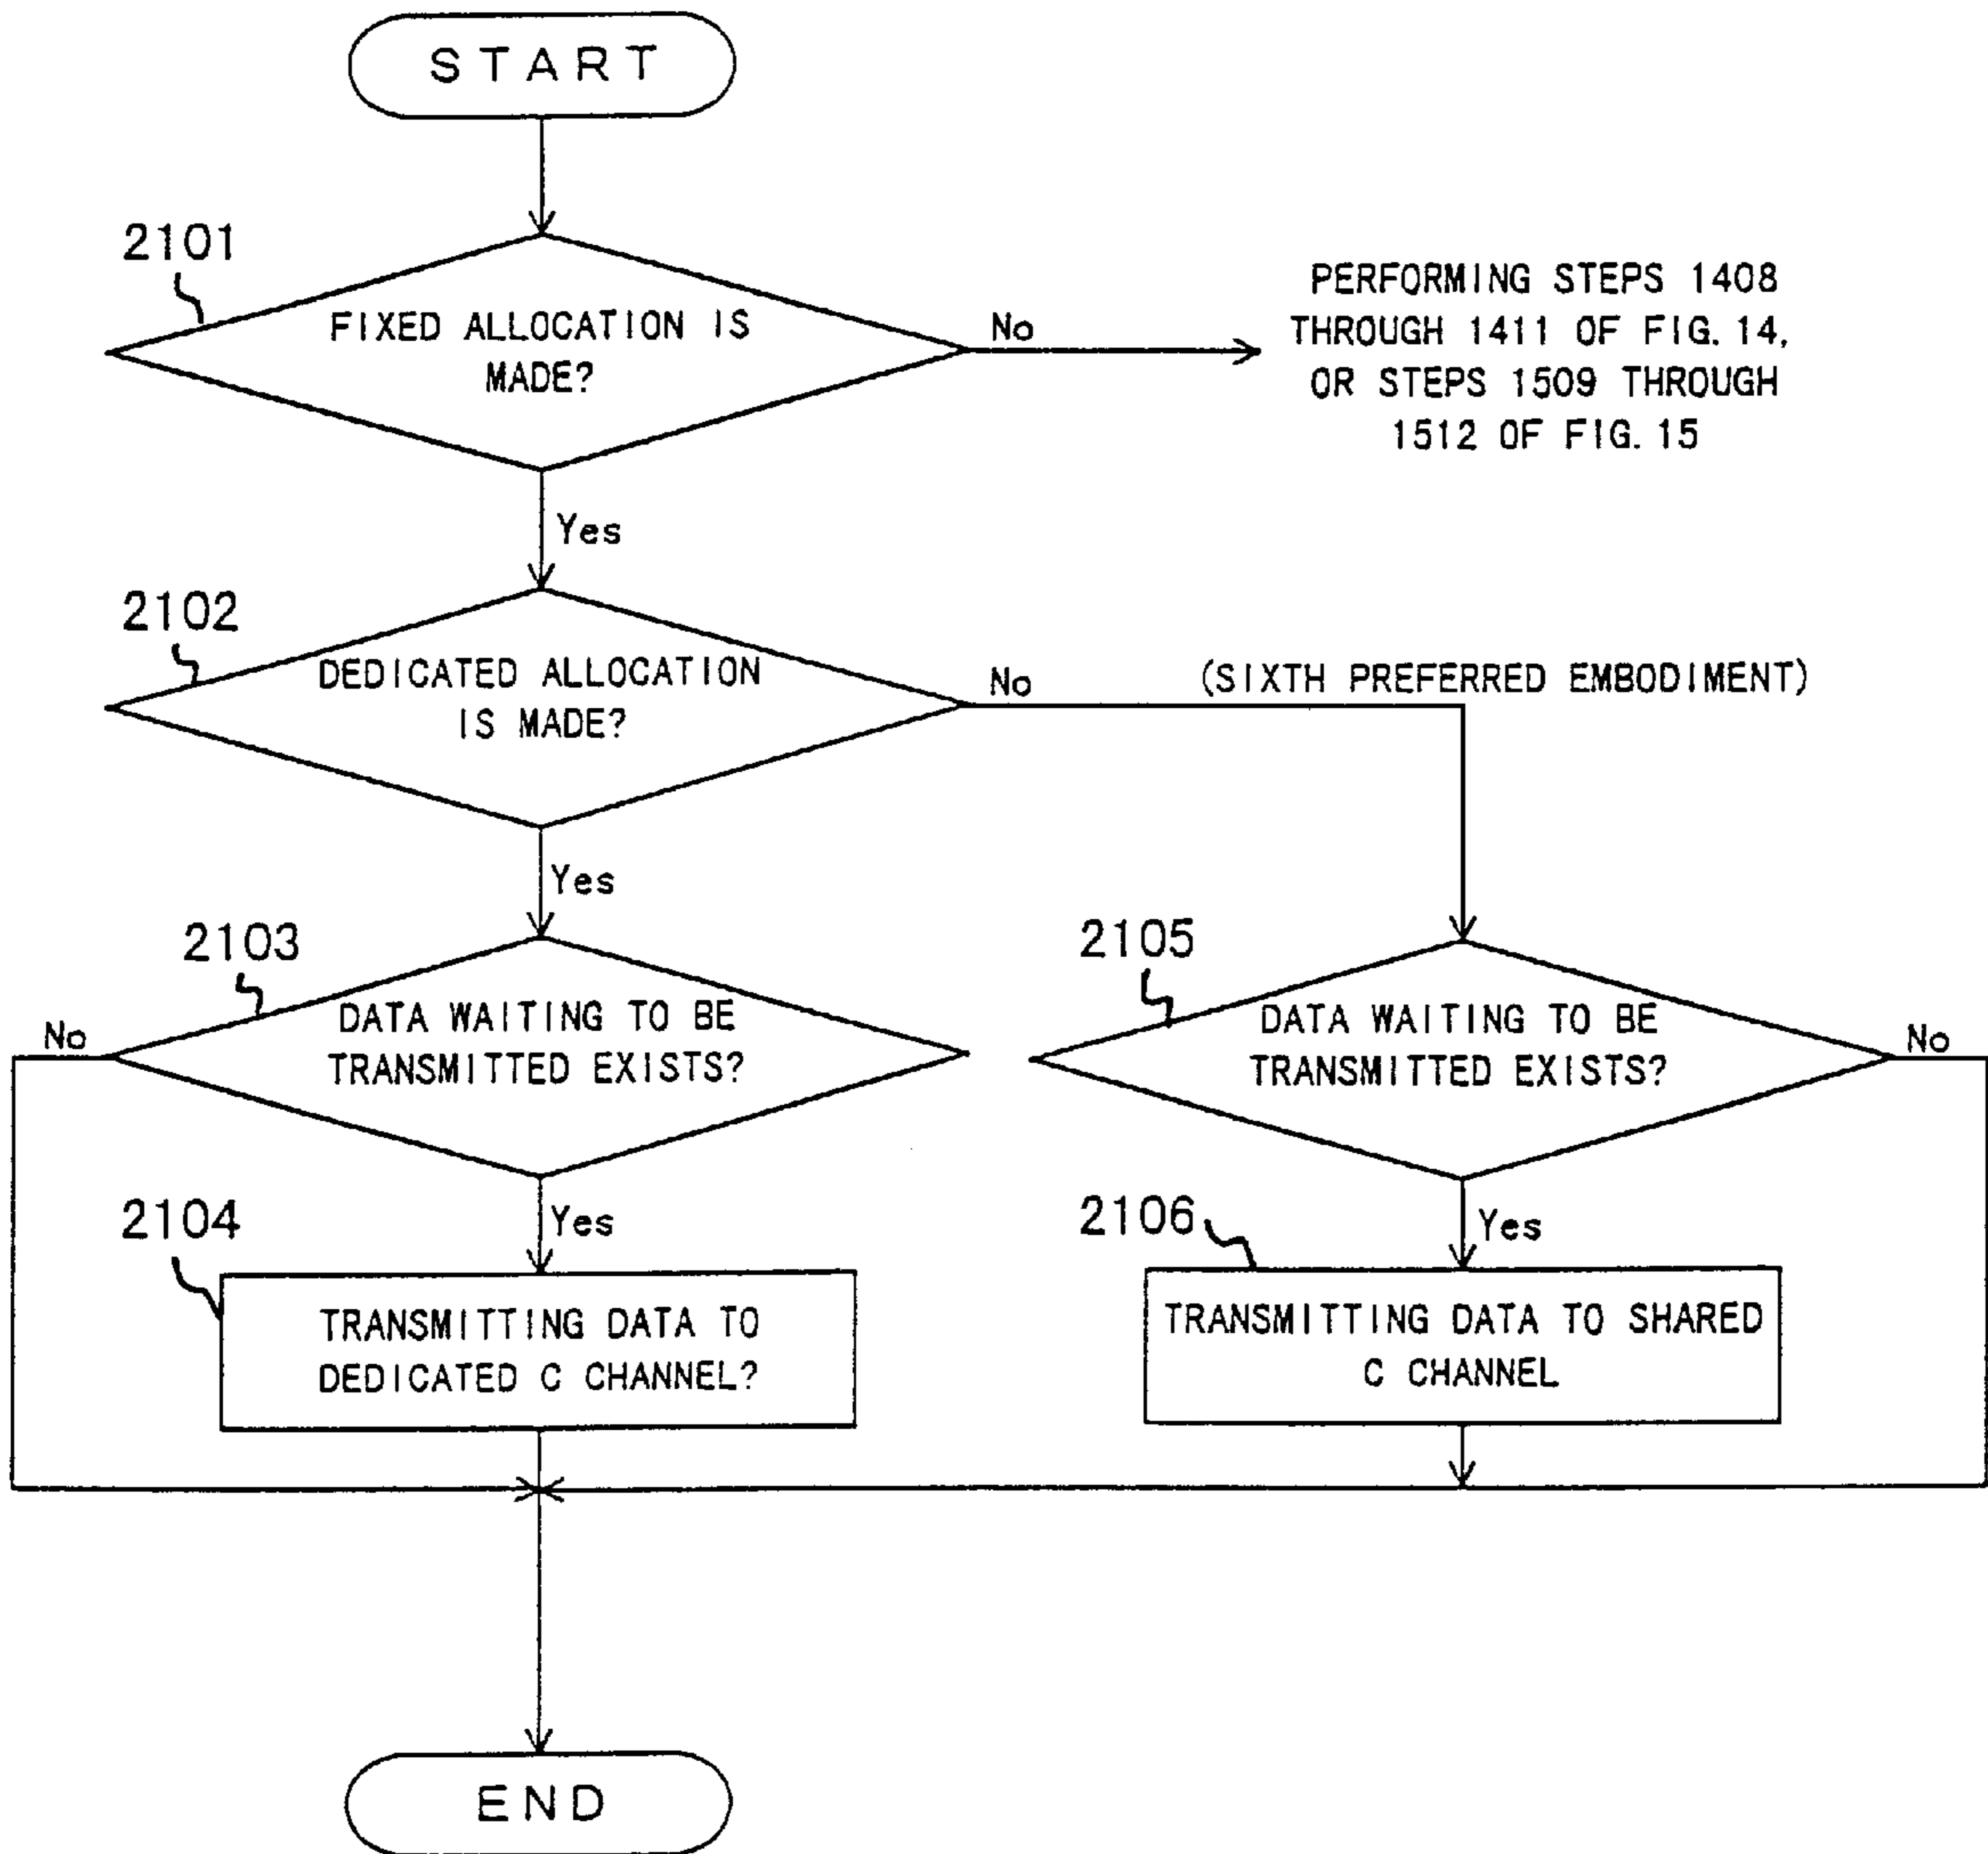 START
2101
FIXED ALLOCATION IS
MADE?
No
PERFORMING STEPS 1408
THROUGH 1411 OF FIG. 14,
OR STEPS 1509 THROUGH
1512 OF FIG. 15
Yes
2102
DEDICATED ALLOCATION
IS MADE?
No
(SIXTH PREFERRED EMBODIMENT)
Yes
2103
DATA WAITING TO BE
TRANSMITTED EXISTS?
No
2105
DATA WAITING TO BE
TRANSMITTED EXISTS?
No
Yes
2104
TRANSMITTING DATA TO
DEDICATED C CHANNEL?
Yes
2106
TRANSMITTING DATA TO SHARED
C CHANNEL
END